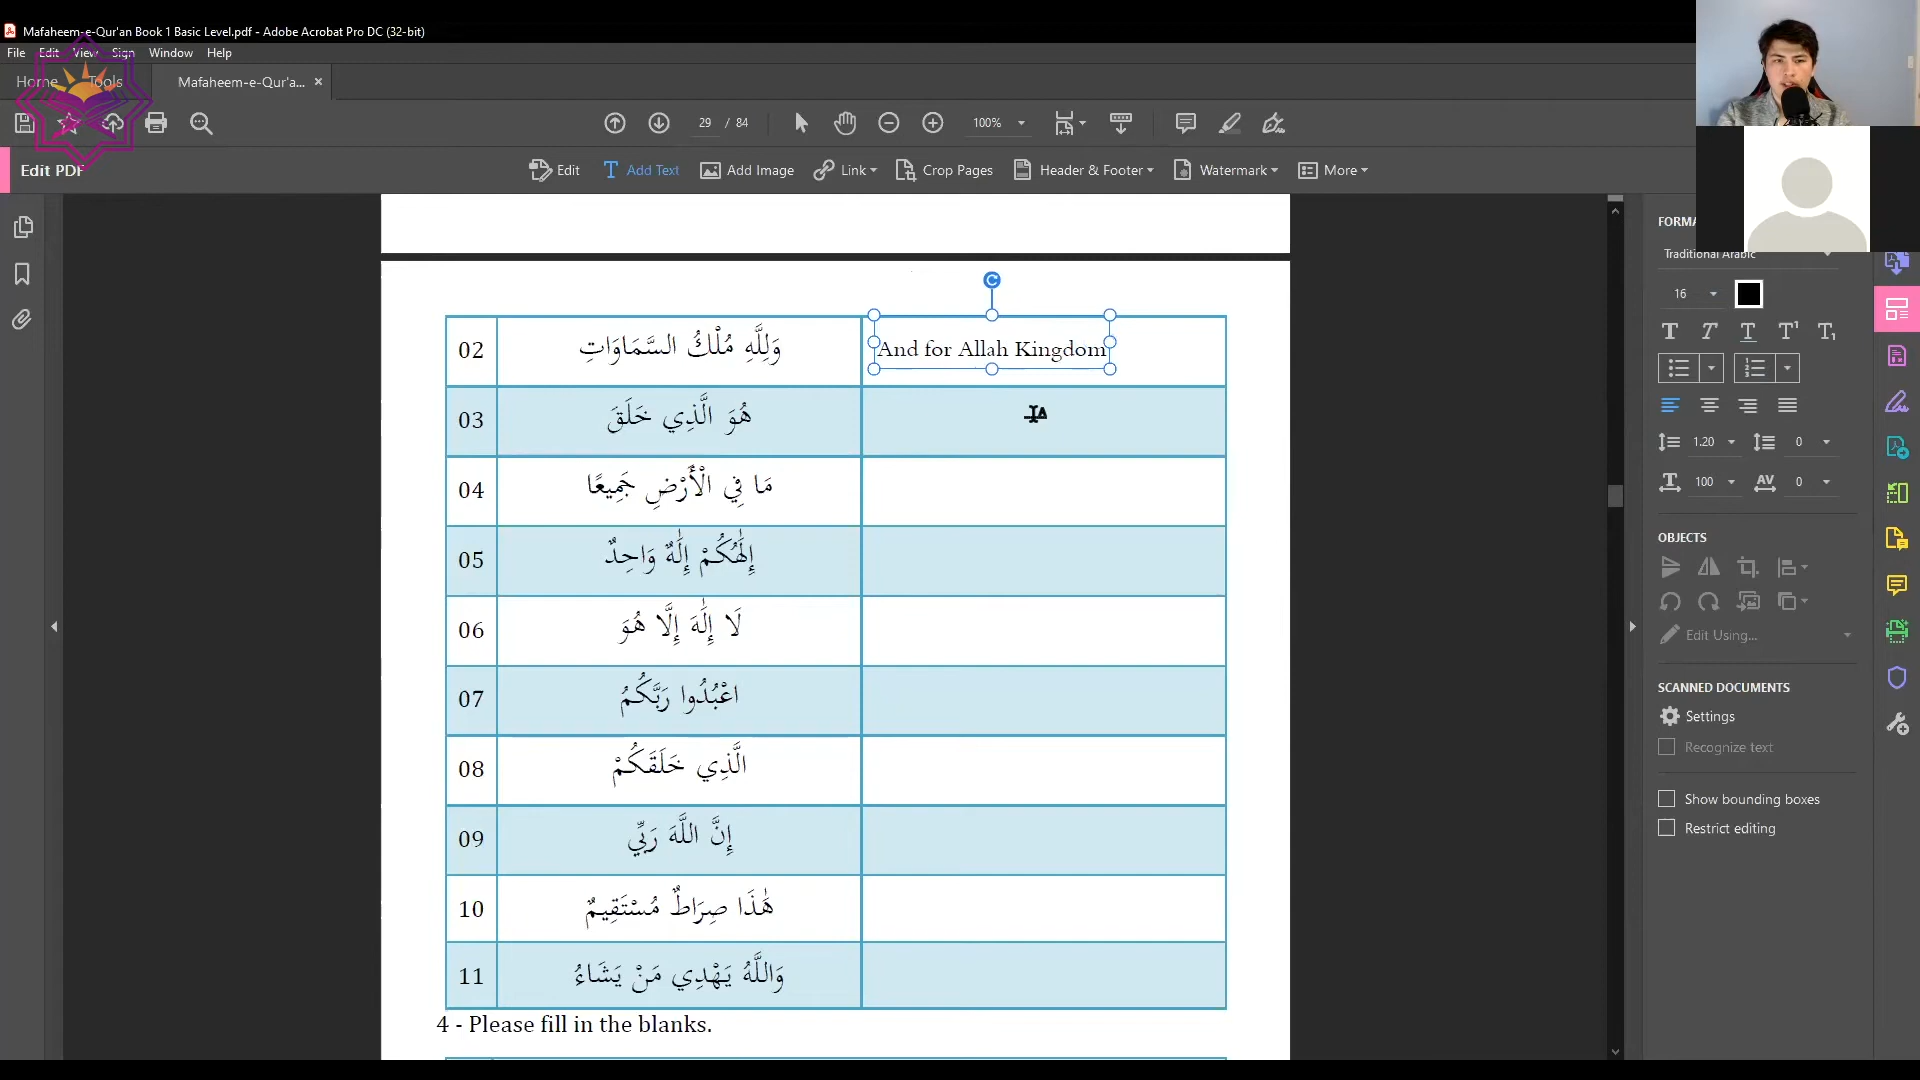 Mafaheem-e-Qur'an Book 1 Basic Level.pdf - Adobe Acrobat Pro DC (32-bit)
File Edit View Sign Window Help
Home Tools Mafaheem-e-Qur'a... ×
29 / 84 100%
Edit PDF Edit Add Text Add Image Link Crop Pages Header & Footer Watermark More
FORMA
Traditional Arabic
16
1.20 0
100 AV 0
OBJECTS
Edit Using...
SCANNED DOCUMENTS
Settings
Recognize text
Show bounding boxes
Restrict editing
02 وَلِلَّهِ مُلْكُ السَّمَاوَاتِ And for Allah Kingdom
03 هُوَ الَّذِي خَلَقَ
04 مَا فِي الْأَرْضِ جَمِيعًا
05 إِلَٰهُكُمْ إِلَٰهٌ وَاحِدٌ
06 لَا إِلَٰهَ إِلَّا هُوَ
07 اعْبُدُوا رَبَّكُمُ
08 الَّذِي خَلَقَكُمْ
09 إِنَّ اللَّهَ رَبِّي
10 هَٰذَا صِرَاطٌ مُسْتَقِيمٌ
11 وَاللَّهُ يَهْدِي مَنْ يَشَاءُ
4 - Please fill in the blanks.